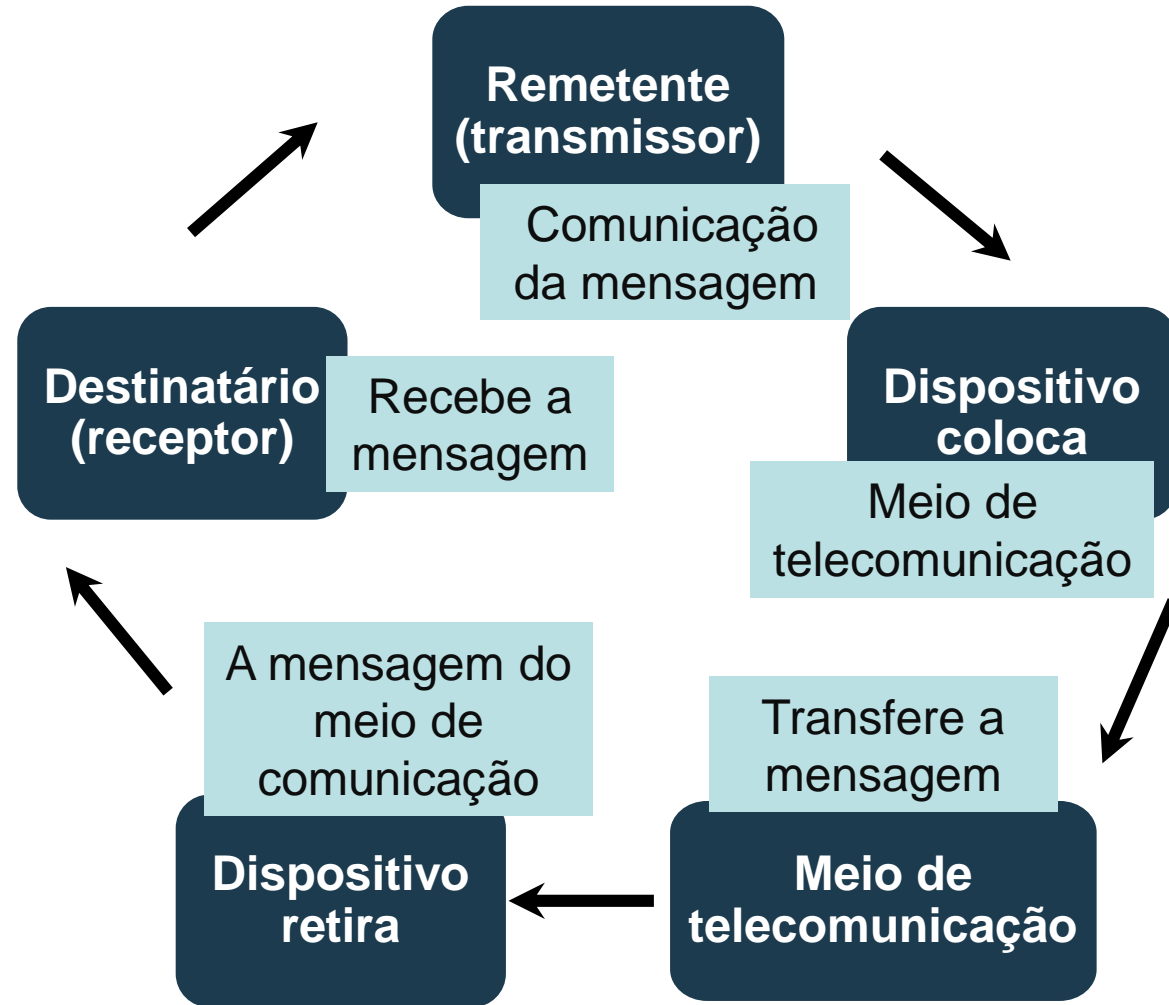 Remetente
(transmissor)
Comunicação
da mensagem
Dispositivo
coloca
Meio de
telecomunicação
Transfere a
mensagem
Meio de
telecomunicação
A mensagem do
meio de
comunicação
Dispositivo
retira
Destinatário
(receptor)
Recebe a
mensagem